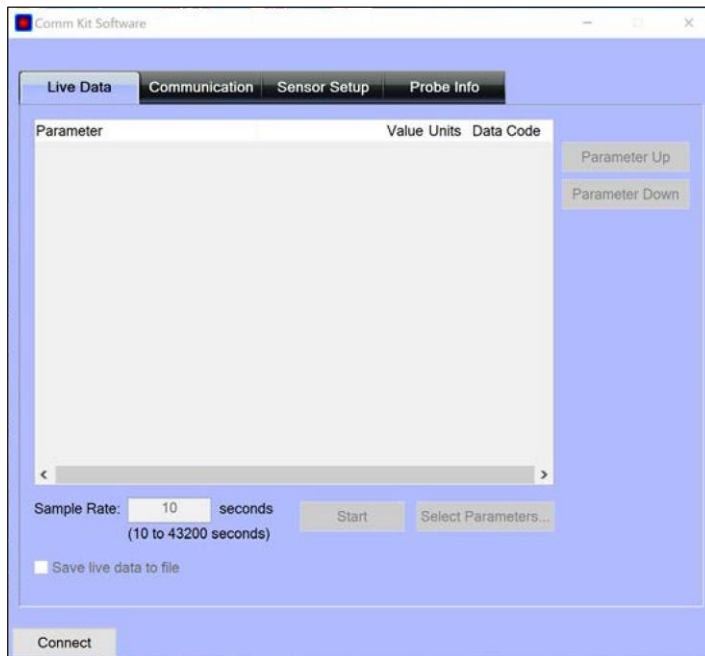 Comm Kit Software
Live Data Communication Sensor Setup Probe Info
Parameter Value Units Data Code
Parameter Up
Parameter Down
Sample Rate: 10 seconds
(10 to 43200 seconds)
Start
Select Parameters...
Save live data to file
Connect